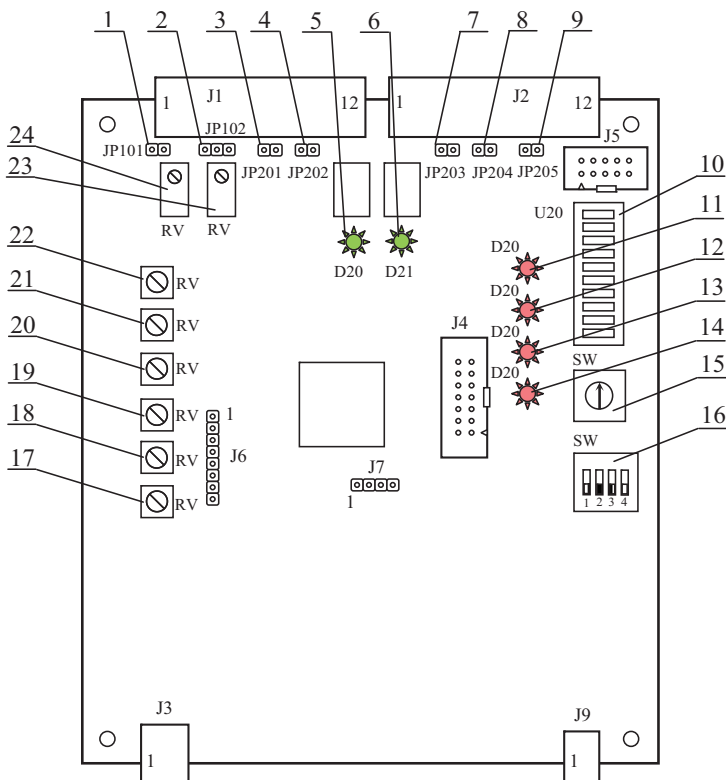 1 2 3 4 5 6 7 8 9
1 J1 12
1 J2 12
JP101
JP102
JP201
JP202
JP203
JP204
JP205
J5
24
23
RV
RV
10
U20
11
12
13
14
15
16
D20
D21
D20
D20
D20
D20
22
RV
21
RV
20
RV
19
RV
18
RV
17
RV
J4
SW
SW
1 2 3 4
1
J6
J7
1
J3
1
J9
1